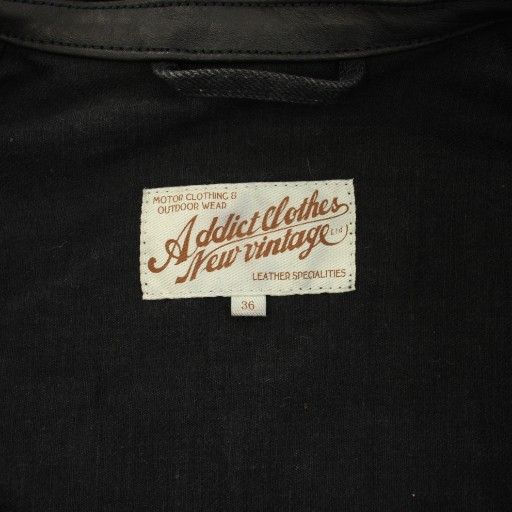 MOTOR CLOTHING &
OUTDOOR WEAR
Addict Clothes
New vintage Ltd
LEATHER SPECIALITIES
36